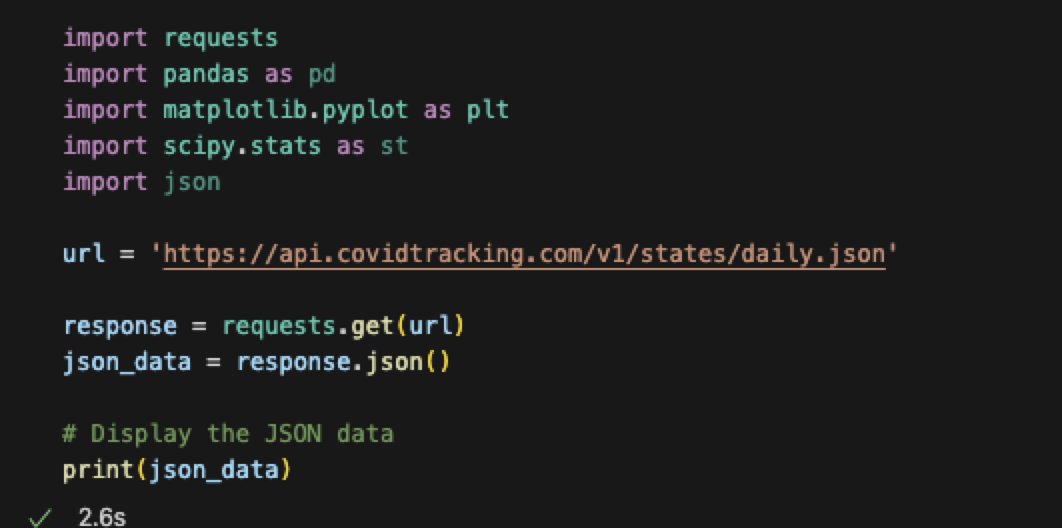 import requests
import pandas as pd
import matplotlib.pyplot as plt
import scipy.stats as st
import json
url = 'https://api.covidtracking.com/v1/states/daily.json'
response = requests.get(url)
json_data = response.json()
# Display the JSON data
print(json_data)
✓ 2.6s